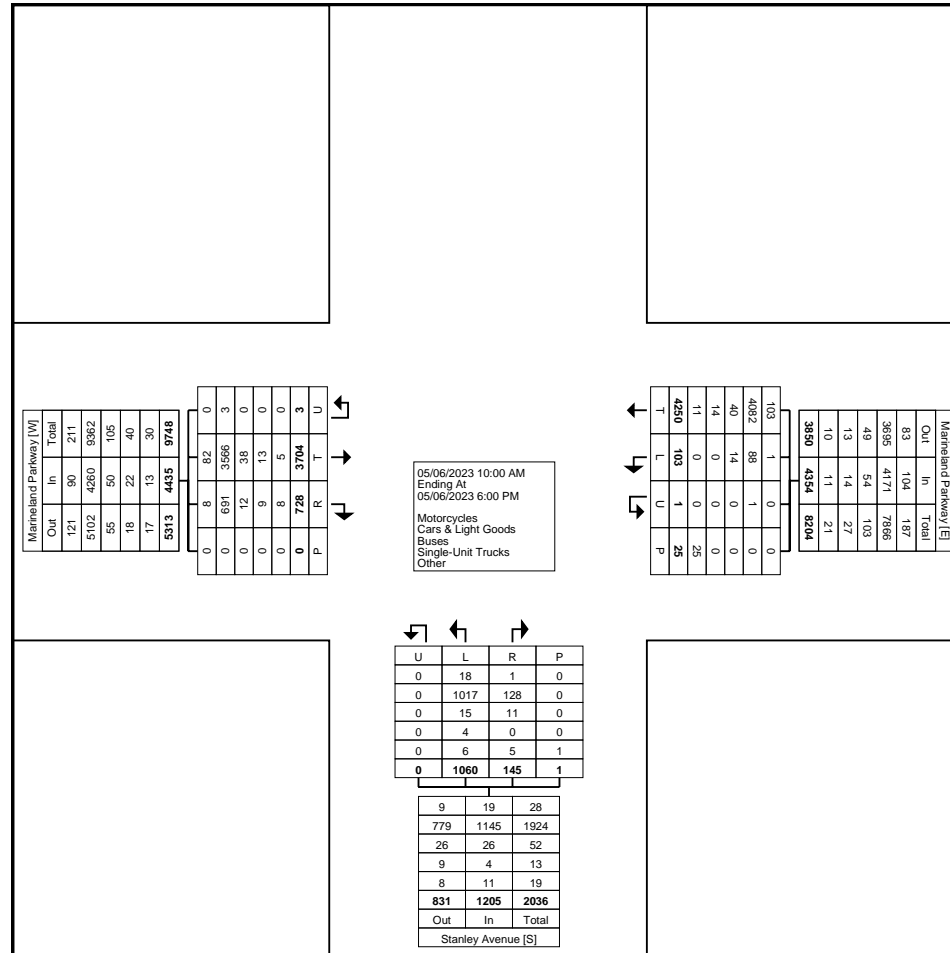 U T R P
3 3704 728 0
0 5 8 0
0 13 9 0
0 38 12 0
3 3566 691 0
0 82 8 0
9748 4435 5313
30 13 17
40 22 18
105 50 55
9362 4260 5102
211 90 121
Total In Out
Marineland Parkway [W]
05/06/2023 10:00 AM
Ending At
05/06/2023 6:00 PM
Motorcycles
Cars & Light Goods
Buses
Single-Unit Trucks
Other
Marineland Parkway [E]
Out In Total
83 104 187
3695 4171 7866
49 54 103
13 14 27
10 11 21
3850 4354 8204
103 1 0 0
4082 88 1 0
40 14 0 0
14 0 0 0
11 0 0 25
4250 103 1 25
T L U P
U L R P
0 18 1 0
0 1017 128 0
0 15 11 0
0 4 0 0
0 6 5 1
0 1060 145 1
9 19 28
779 1145 1924
26 26 52
9 4 13
8 11 19
831 1205 2036
Out In Total
Stanley Avenue [S]